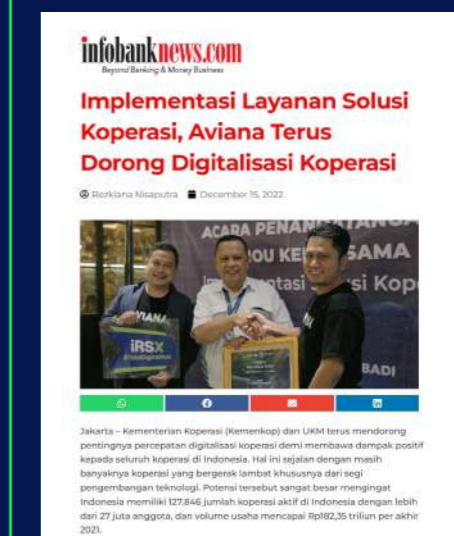 infobanknews.com
Beyond Banking & Money Business
Implementasi Layanan Solusi
Koperasi, Aviana Terus
Dorong Digitalisasi Koperasi
Rezkiana Nisaputra December 15, 2022
ACARA PENANDATANGA
MOU KE SAMA
si Kop
VIANA
iRSX
BADI
Jakarta – Kementerian Koperasi (Kemenkop) dan UKM terus mendorong
pentingnya percepatan digitalisasi koperasi demi membawa dampak positif
kepada seluruh koperasi di Indonesia. Hal ini sejalan dengan masih
banyaknya koperasi yang bergerak lambat khususnya dari segi
pengembangan teknologi. Potensi tersebut sangat besar mengingat
Indonesia memiliki 127.846 jumlah koperasi aktif di Indonesia dengan lebih
dari 27 juta anggota, dan volume usaha mencapai Rp182,35 triliun per akhir
2021.